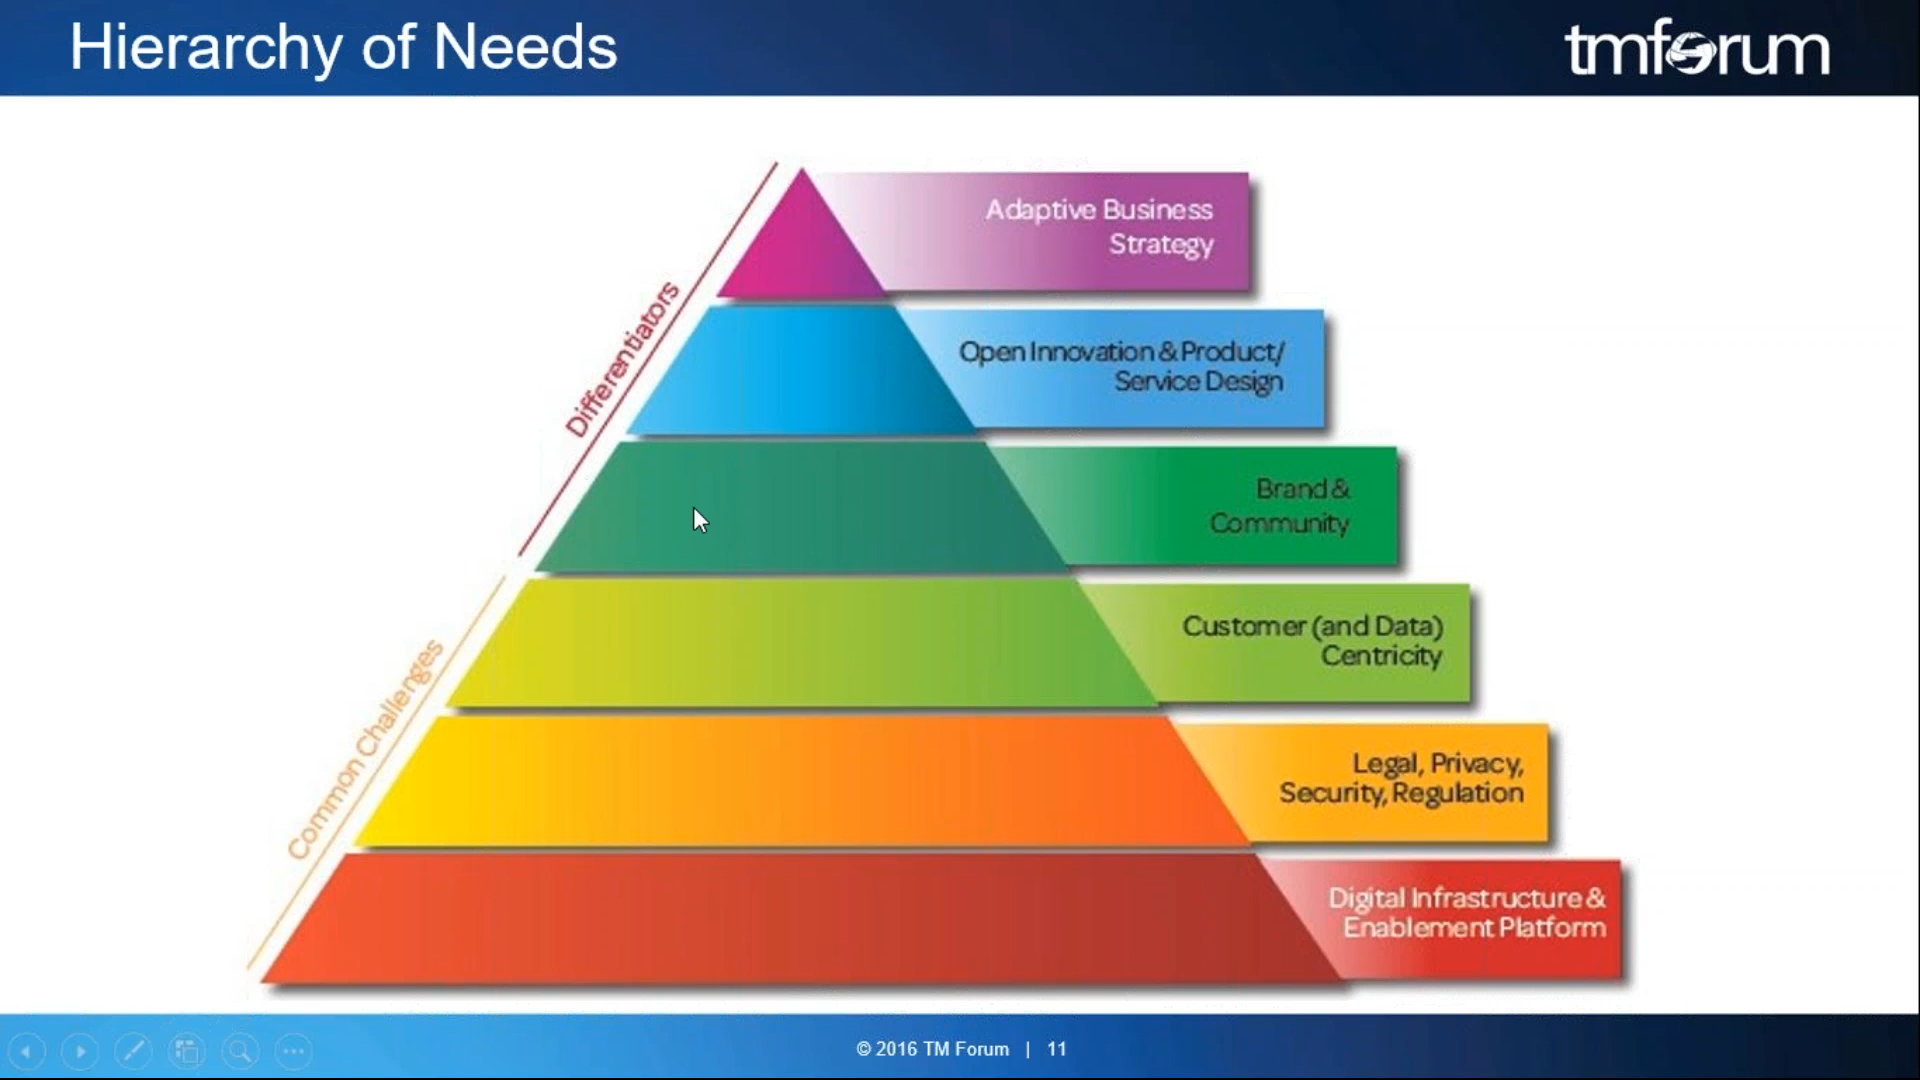 Hierarchy of Needs
tmforum
Differentiators
Common Challenges
Adaptive Business
Strategy
Open Innovation & Product/
Service Design
Brand &
Community
Customer (and Data)
Centricity
Legal, Privacy,
Security, Regulation
Digital Infrastructure &
Enablement Platform
© 2016 TM Forum | 11